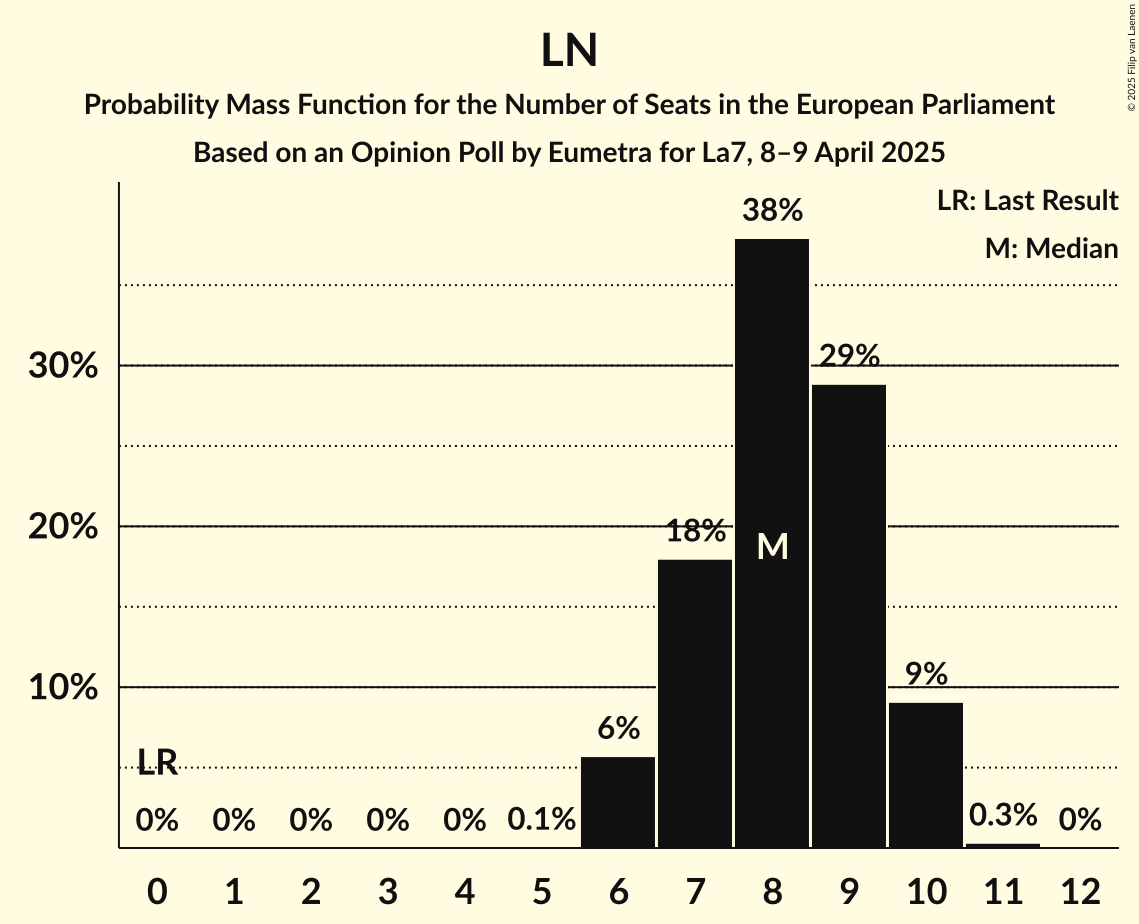 LN
Probability Mass Function for the Number of Seats in the European Parliament
Based on an Opinion Poll by Eumetra for La7, 8–9 April 2025
© 2025 Filip van Laenen
LR: Last Result
M: Median
38%
30%
29%
20%
18%
M
10%
9%
6%
LR
0% 0% 0% 0% 0% 0.1% 0.3% 0%
0 1 2 3 4 5 6 7 8 9 10 11 12